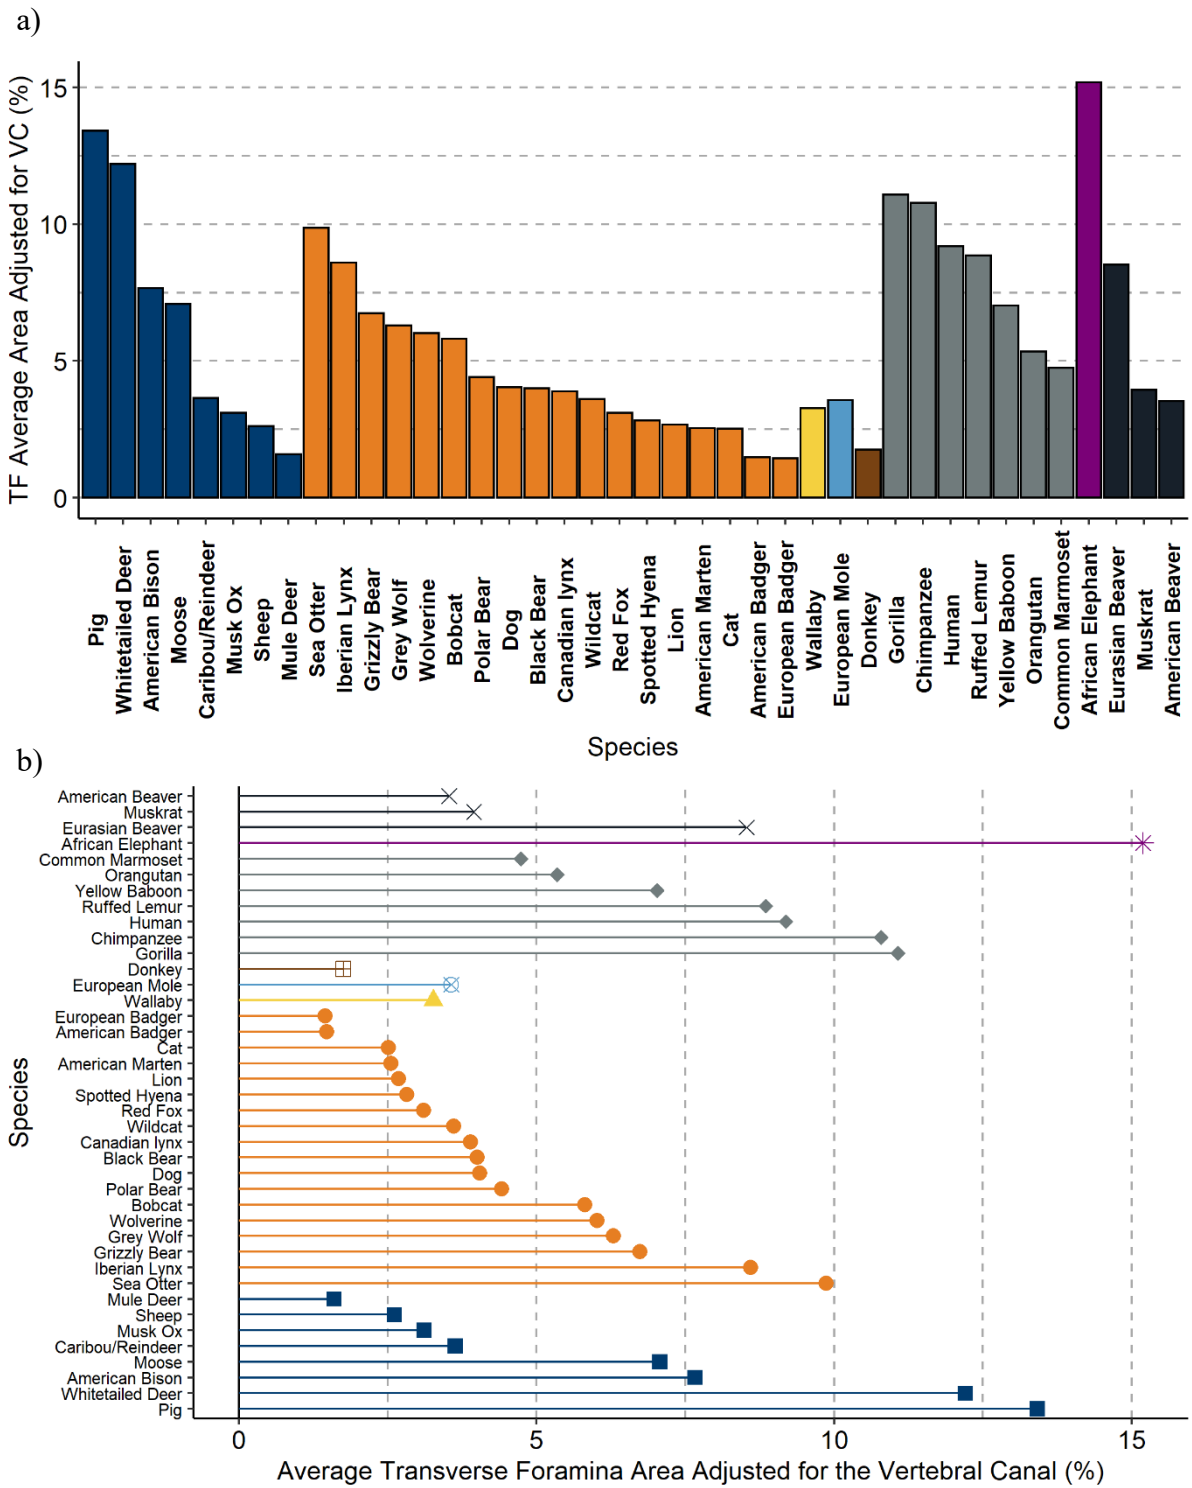 a)
TF Average Area Adjusted for VC (%)
15
10
5
0
Pig
Whitetailed Deer
American Bison
Moose
Caribou/Reindeer
Musk Ox
Sheep
Mule Deer
Sea Otter
Iberian Lynx
Grizzly Bear
Grey Wolf
Wolverine
Bobcat
Polar Bear
Dog
Black Bear
Canadian lynx
Wildcat
Red Fox
Spotted Hyena
Lion
American Marten
Cat
American Badger
European Badger
Wallaby
European Mole
Donkey
Gorilla
Chimpanzee
Human
Ruffed Lemur
Yellow Baboon
Orangutan
Common Marmoset
African Elephant
Eurasian Beaver
Muskrat
American Beaver
Species
b)
Species
American Beaver
Muskrat
Eurasian Beaver
African Elephant
Common Marmoset
Orangutan
Yellow Baboon
Ruffed Lemur
Human
Chimpanzee
Gorilla
Donkey
European Mole
Wallaby
European Badger
American Badger
Cat
American Marten
Lion
Spotted Hyena
Red Fox
Wildcat
Canadian lynx
Black Bear
Dog
Polar Bear
Bobcat
Wolverine
Grey Wolf
Grizzly Bear
Iberian Lynx
Sea Otter
Mule Deer
Sheep
Musk Ox
Caribou/Reindeer
Moose
American Bison
Whitetailed Deer
Pig
0 5 10 15
Average Transverse Foramina Area Adjusted for the Vertebral Canal (%)